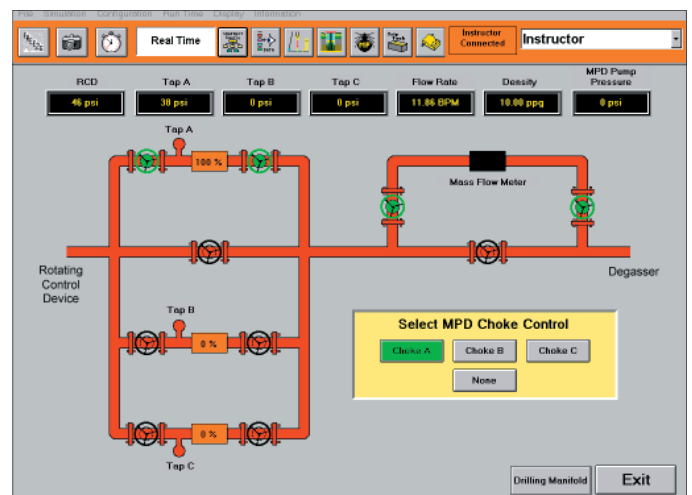 File Simulation Configuration Run Time Display Information
Real Time
Instructor
Connected
Instructor
RCD Tap A Tap B Tap C Flow Rate Density MPD Pump
Pressure
46 psi 38 psi 0 psi 0 psi 11.86 BPM 10.00 ppg 0 psi
Tap A
100 %
Mass Flow Meter
Rotating
Control
Device
Degasser
Tap B
0 %
Select MPD Choke Control
Choke A Choke B Choke C
None
0 %
Tap C
Drilling Manifold Exit